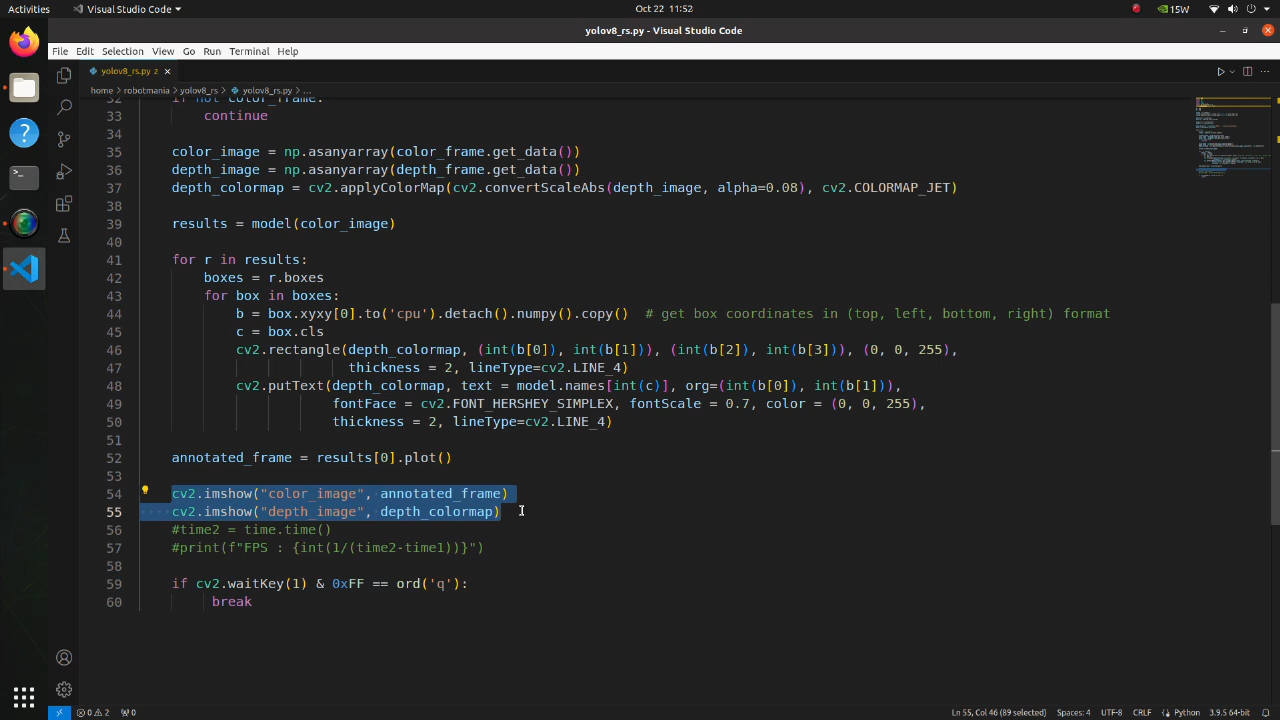 Activities
Visual Studio Code
Oct 22 11:52
15W
yolov8_rs.py - Visual Studio Code
File Edit Selection View Go Run Terminal Help
yolov8_rs.py 2
home > robotmania > yolov8_rs > yolov8_rs.py > ...
32 if not color_frame:
33 continue
34
35 color_image = np.asanyarray(color_frame.get_data())
36 depth_image = np.asanyarray(depth_frame.get_data())
37 depth_colormap = cv2.applyColorMap(cv2.convertScaleAbs(depth_image, alpha=0.08), cv2.COLORMAP_JET)
38
39 results = model(color_image)
40
41 for r in results:
42 boxes = r.boxes
43 for box in boxes:
44 b = box.xyxy[0].to('cpu').detach().numpy().copy() # get box coordinates in (top, left, bottom, right) format
45 c = box.cls
46 cv2.rectangle(depth_colormap, (int(b[0]), int(b[1])), (int(b[2]), int(b[3])), (0, 0, 255),
47 thickness = 2, lineType=cv2.LINE_4)
48 cv2.putText(depth_colormap, text = model.names[int(c)], org=(int(b[0]), int(b[1])),
49 fontFace = cv2.FONT_HERSHEY_SIMPLEX, fontScale = 0.7, color = (0, 0, 255),
50 thickness = 2, lineType=cv2.LINE_4)
51
52 annotated_frame = results[0].plot()
53
54 cv2.imshow("color_image", annotated_frame)
55 cv2.imshow("depth_image", depth_colormap)
56 #time2 = time.time()
57 #print(f"FPS : {int(1/(time2-time1))}")
58
59 if cv2.waitKey(1) & 0xFF == ord('q'):
60 break
0 2 0 Ln 55, Col 46 (89 selected) Spaces: 4 UTF-8 CRLF Python 3.9.5 64-bit